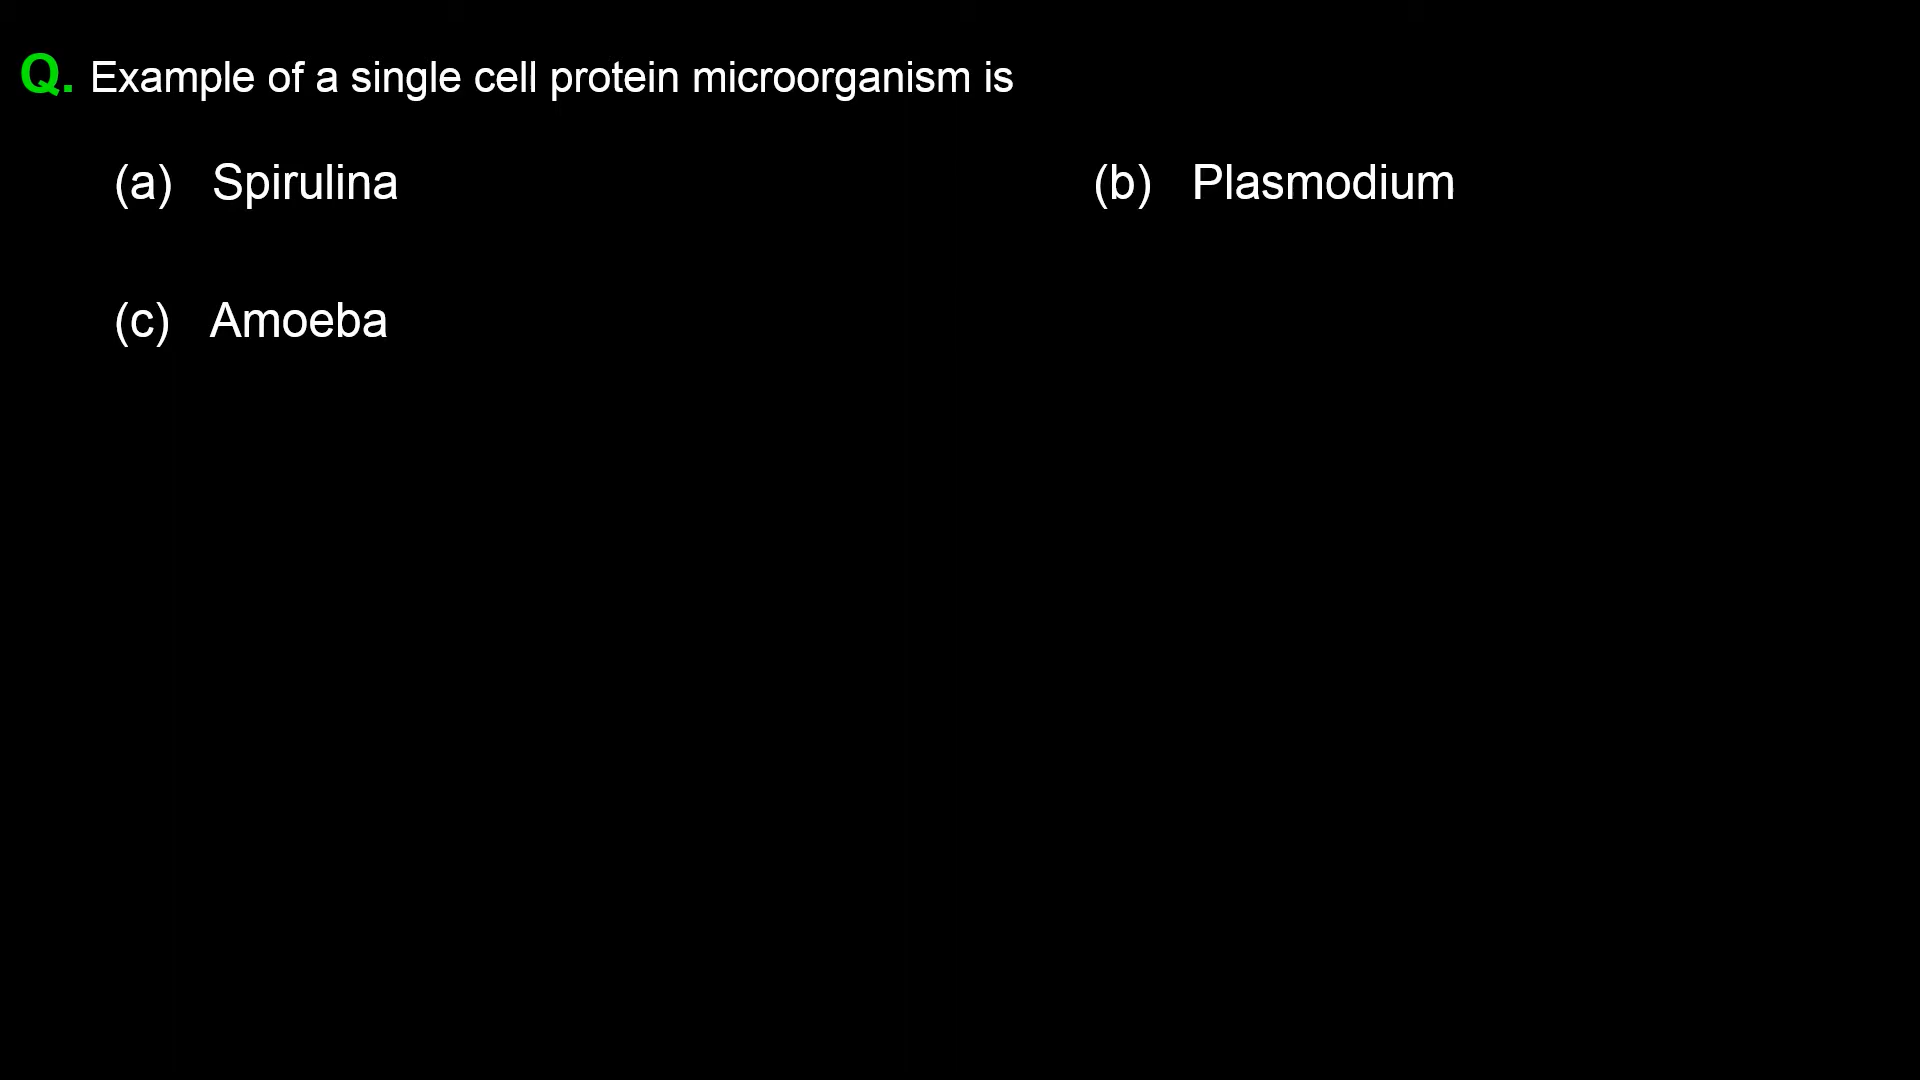 Q. Example of a single cell protein microorganism is
(a) Spirulina (b) Plasmodium
(c) Amoeba